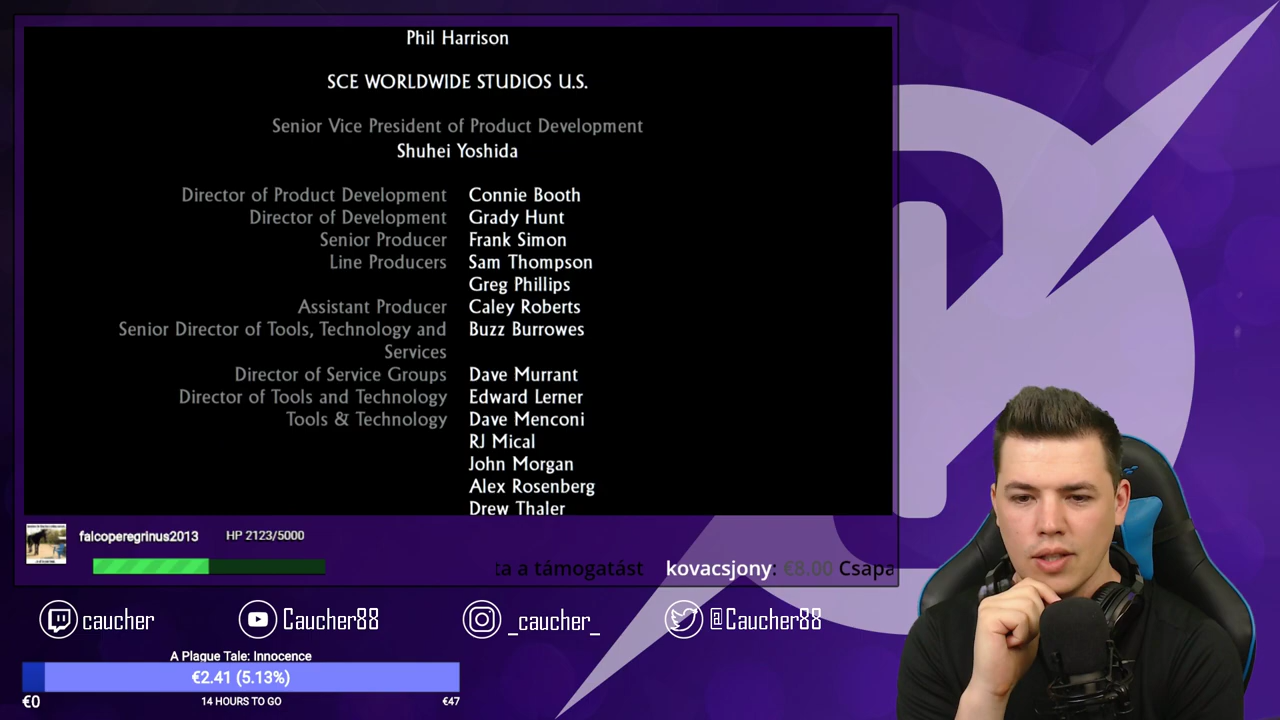 Phil Harrison
SCE WORLDWIDE STUDIOS U.S.
Senior Vice President of Product Development
Shuhei Yoshida
Director of Product Development Connie Booth
Director of Development Grady Hunt
Senior Producer Frank Simon
Line Producers Sam Thompson
Greg Phillips
Assistant Producer Caley Roberts
Senior Director of Tools, Technology and Buzz Burrowes
Services
Director of Service Groups Dave Murrant
Director of Tools and Technology Edward Lerner
Tools & Technology Dave Menconi
RJ Mical
John Morgan
Alex Rosenberg
Drew Thaler
falcoperegrinus2013 HP 2123/5000
ta a támogatást kovacsjony: €8.00 Csapa
caucher Caucher88 _caucher_ @Caucher88
A Plague Tale: Innocence
€2.41 (5.13%)
€0 14 HOURS TO GO €47